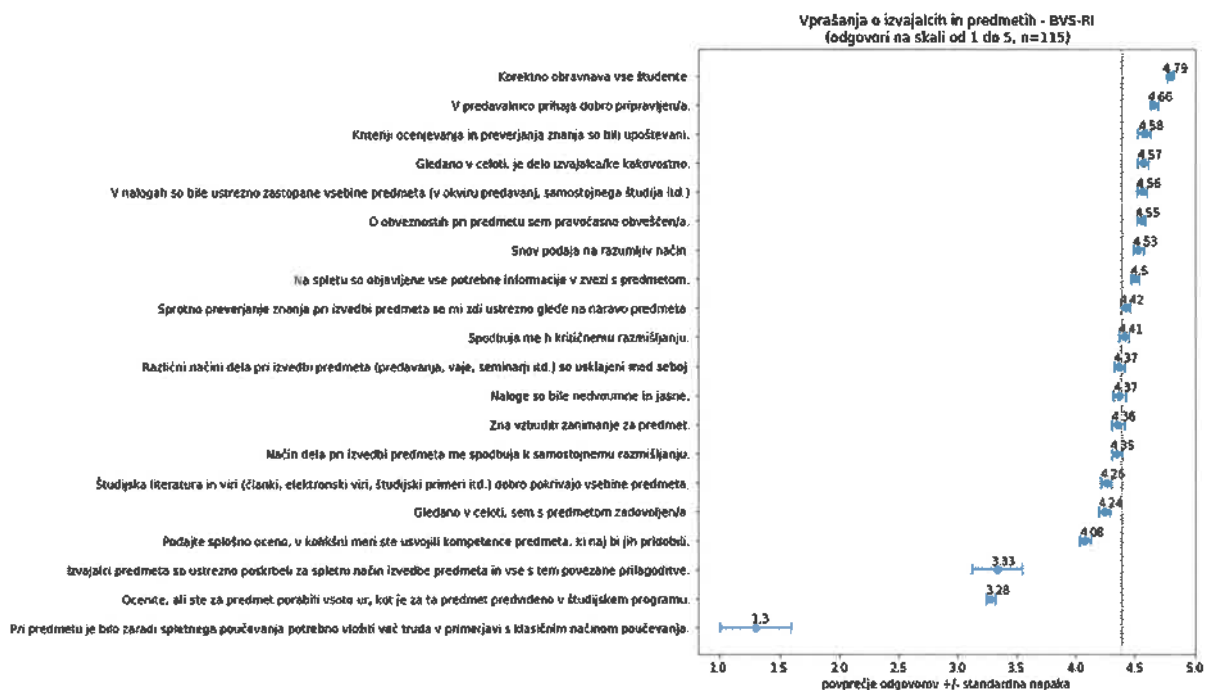 Vprašanja o izvajalcih in predmetih - BVS-RI
(odgovori na skali od 1 do 5, n=115)
Korektno obravnava vse študente 4.79
V predavalnico prihaja dobro pripravljen/a. 4.66
Kriteriji ocenjevanja in preverjanja znanja so bili upoštevani. 4.58
Gledano v celoti, je delo izvajalca/ke kakovostno. 4.57
V nalogah so bile ustrezno zastopane vsebine predmeta (v okviru predavanj, samostojnega študija itd.) 4.56
O obveznostih pri predmetu sem pravočasno obveščen/a. 4.55
Snov podaja na razumljiv način 4.53
Na spletu so objavljene vse potrebne informacije v zvezi s predmetom. 4.5
Sprotno preverjanje znanja pri izvedbi predmeta se mi zdi ustrezno glede na naravo predmeta 4.42
Spodbuja me h kritičnemu razmišljanju. 4.41
Različni načini dela pri izvedbi predmeta (predavanja, vaje, seminarji itd.) so usklajeni med seboj 4.37
Naloge so bile nedvoumne in jasne. 4.37
Zna vzbuditi zanimanje za predmet. 4.36
Način dela pri izvedbi predmeta me spodbuja k samostojnemu razmišljanju. 4.35
Študijska literatura in viri (članki, elektronski viri, študijski primeri itd.) dobro pokrivajo vsebine predmeta. 4.26
Gledano v celoti, sem s predmetom zadovoljen/a 4.24
Podajte splošno oceno, v kolikšni meri ste usvojili kompetence predmeta, ki naj bi jih pridobili. 4.08
Izvajalci predmeta so ustrezno poskrbeli za spletni način izvedbe predmeta in vse s tem povezane prilagoditve. 3.33
Ocenite, ali ste za predmet porabili vsoto ur, kot je za ta predmet predvideno v študijskem programu. 3.28
Pri predmetu je bilo zaradi spletnega poučevanja potrebno vložiti več truda v primerjavi s klasičnim načinom poučevanja. 1.3
1.0 1.5 2.0 2.5 3.0 3.5 4.0 4.5 5.0
povprečje odgovorov +/- standardna napaka